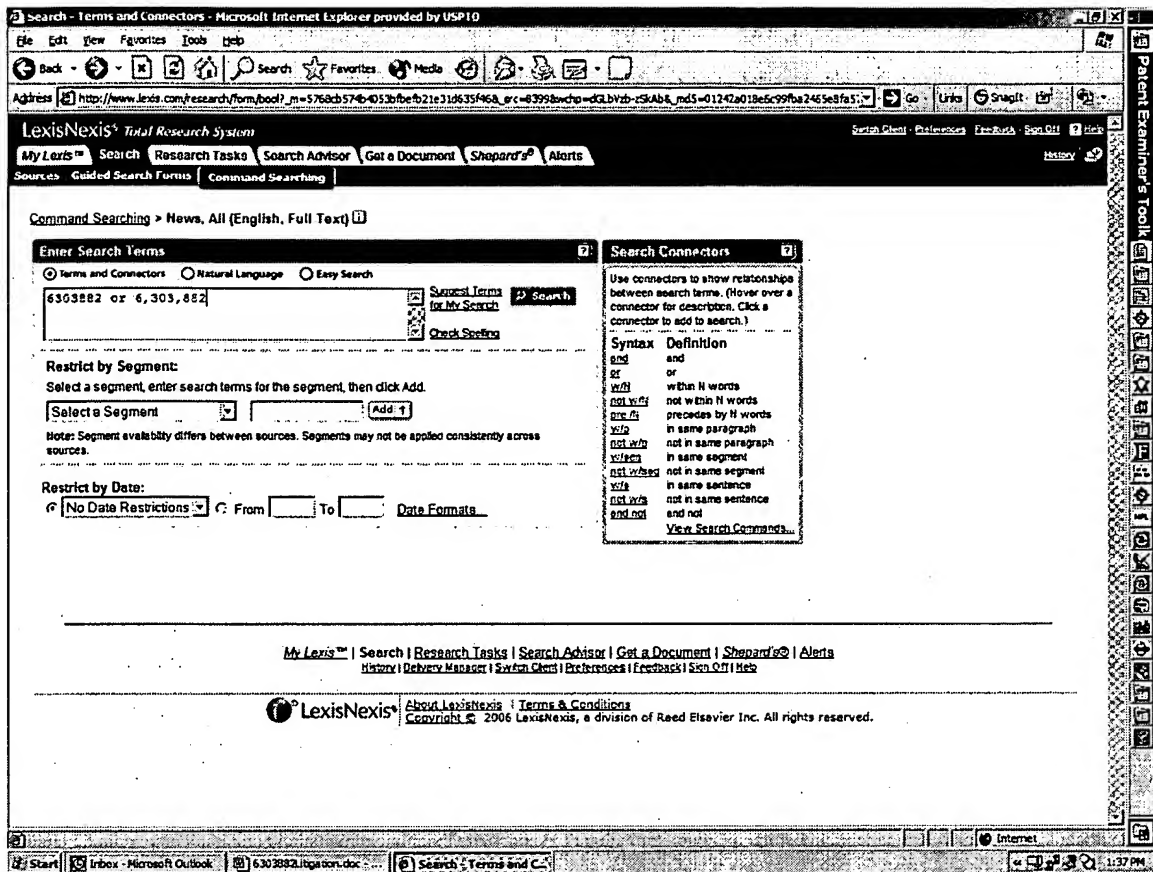 Search - Terms and Connectors - Microsoft Internet Explorer provided by USPTO
File Edit View Favorites Tools Help
Back Search Favorites Media
Address http://www.lexis.com/research/form/bool?_m= Go Links SnagIt
Patent Examiner's Toolk
LexisNexis Total Research System
Switch Client Preferences Feedback Sign Off Help
My Lexis™ Search Research Tasks Search Advisor Get a Document Shepard's® Alerts
History
Sources Guided Search Forms Command Searching
Command Searching > News, All (English, Full Text)
Enter Search Terms
Terms and Connectors Natural Language Easy Search
6303882 or 6,303,882
Suggest Terms
for My Search
Search
Check Spelling
Restrict by Segment:
Select a segment, enter search terms for the segment, then click Add.
Select a Segment Add ↑
Note: Segment availability differs between sources. Segments may not be applied consistently across
sources.
Restrict by Date:
No Date Restrictions From To Date Formats...
Search Connectors
Use connectors to show relationships
between search terms. (Hover over a
connector for description. Click a
connector to add to search.)
Syntax Definition
and and
or or
w/N within N words
not w/N not within N words
pre /N precedes by N words
w/p in same paragraph
not w/p not in same paragraph
w/seg in same segment
not w/seg not in same segment
w/s in same sentence
not w/s not in same sentence
and not and not
View Search Commands...
My Lexis™ | Search | Research Tasks | Search Advisor | Get a Document | Shepard's® | Alerts
History | Delivery Manager | Switch Client | Preferences | Feedback | Sign Off | Help
LexisNexis® About LexisNexis | Terms & Conditions
Copyright © 2006 LexisNexis, a division of Reed Elsevier Inc. All rights reserved.
Internet
Start Inbox - Microsoft Outlook 6303882Litigation.doc - ... Search - Terms and C... 1:37 PM